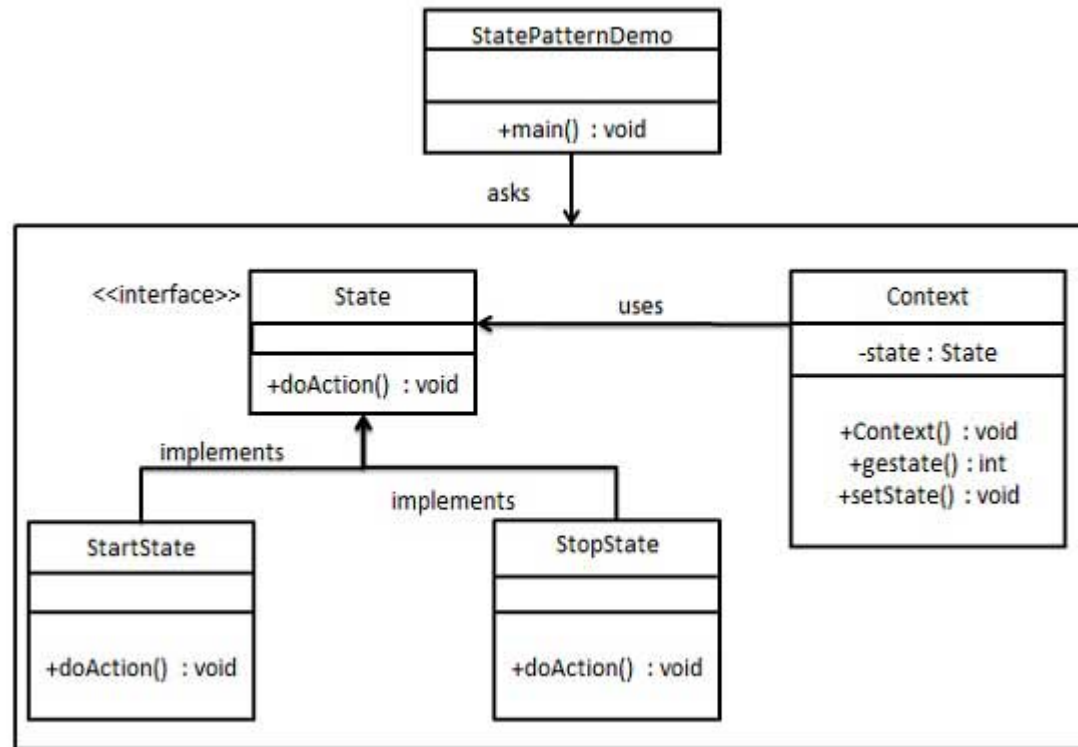 StatePatternDemo
+main() : void
asks
<<interface>>
State
+doAction() : void
uses
Context
-state : State
+Context() : void
+gestate() : int
+setState() : void
implements
implements
StartState
+doAction() : void
StopState
+doAction() : void